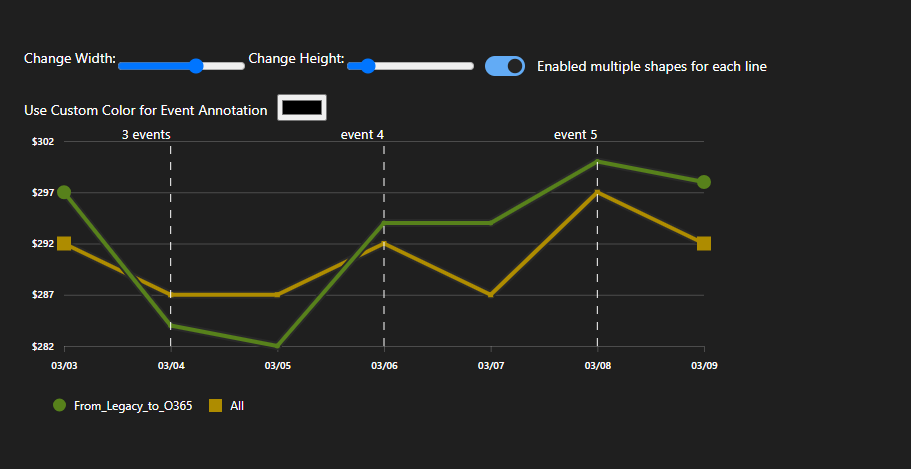 Change Width: Change Height: Enabled multiple shapes for each line
Use Custom Color for Event Annotation
3 events event 4 event 5
$302
$297
$292
$287
$282
03/03 03/04 03/05 03/06 03/07 03/08 03/09
From_Legacy_to_O365 All